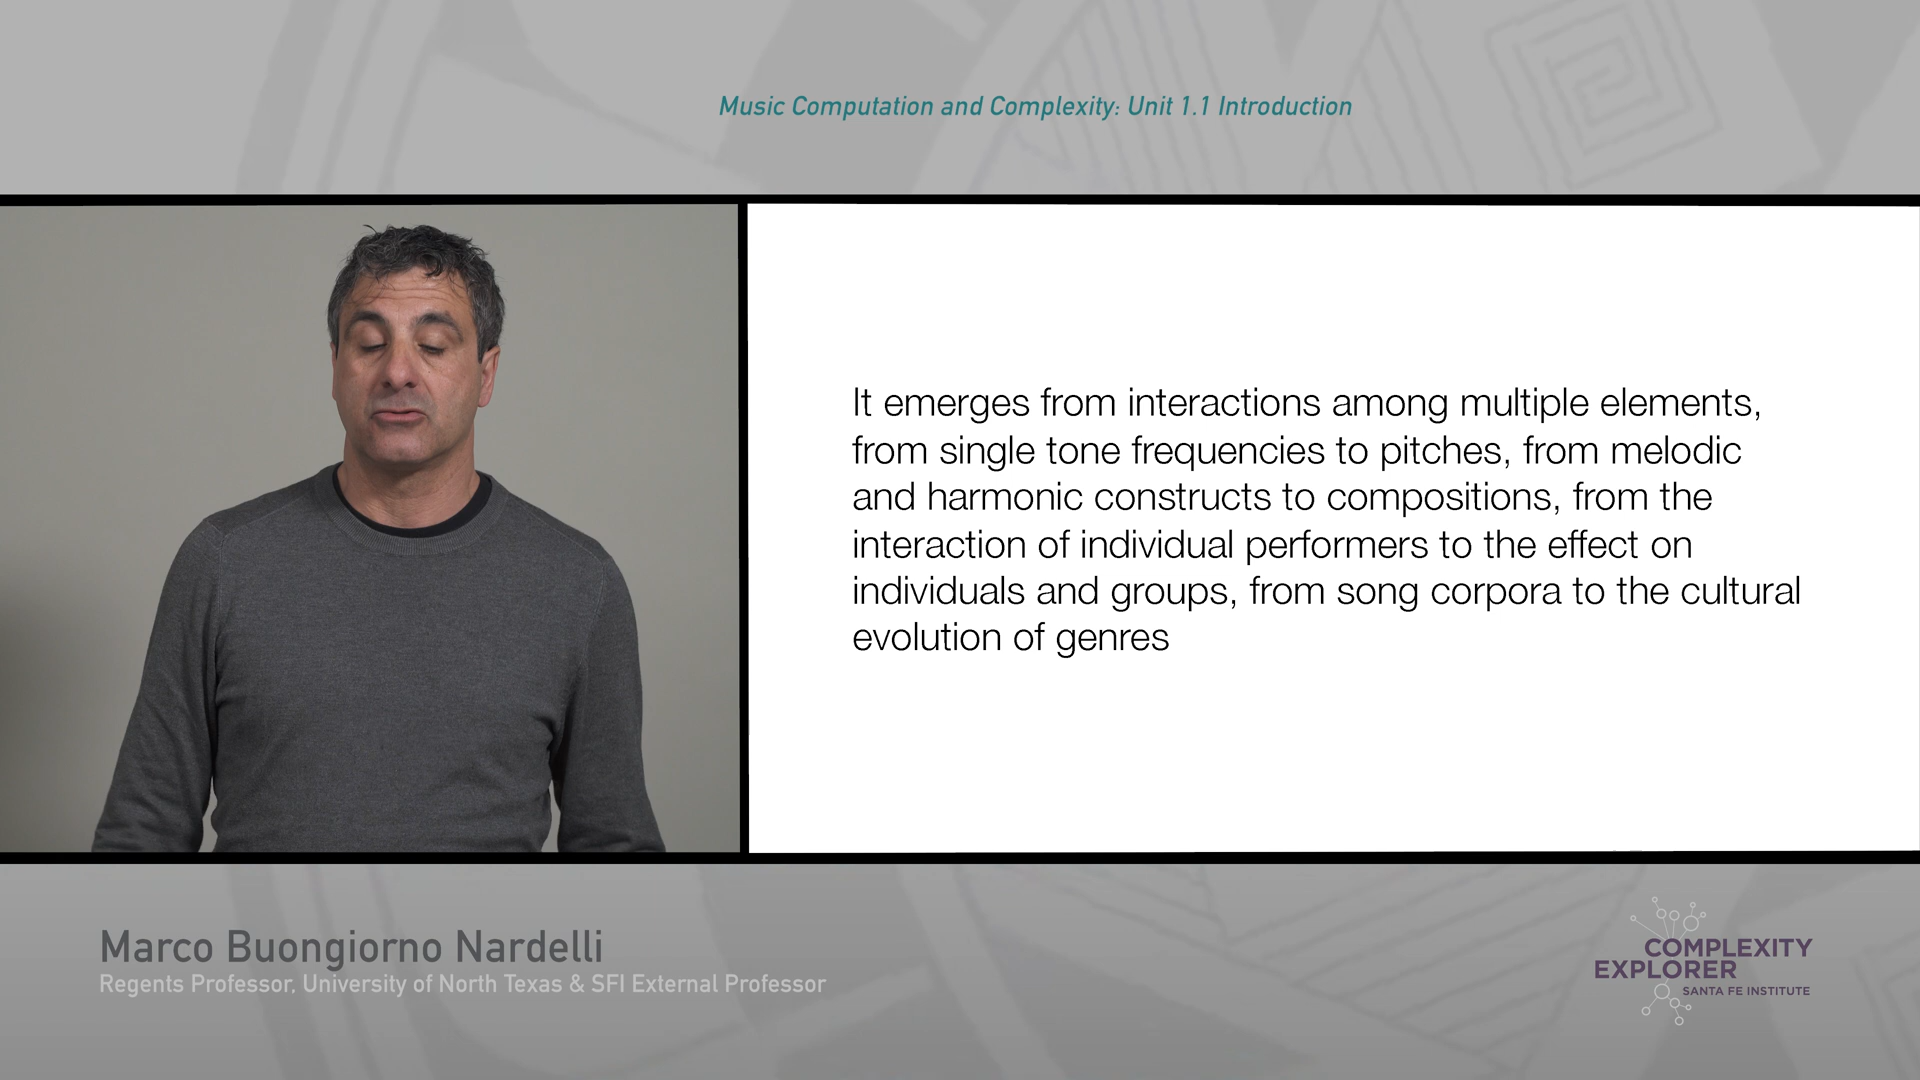 Music Computation and Complexity: Unit 1.1 Introduction
It emerges from interactions among multiple elements,
from single tone frequencies to pitches, from melodic
and harmonic constructs to compositions, from the
interaction of individual performers to the effect on
individuals and groups, from song corpora to the cultural
evolution of genres
Marco Buongiorno Nardelli
Regents Professor, University of North Texas & SFI External Professor
COMPLEXITY
EXPLORER
SANTA FE INSTITUTE